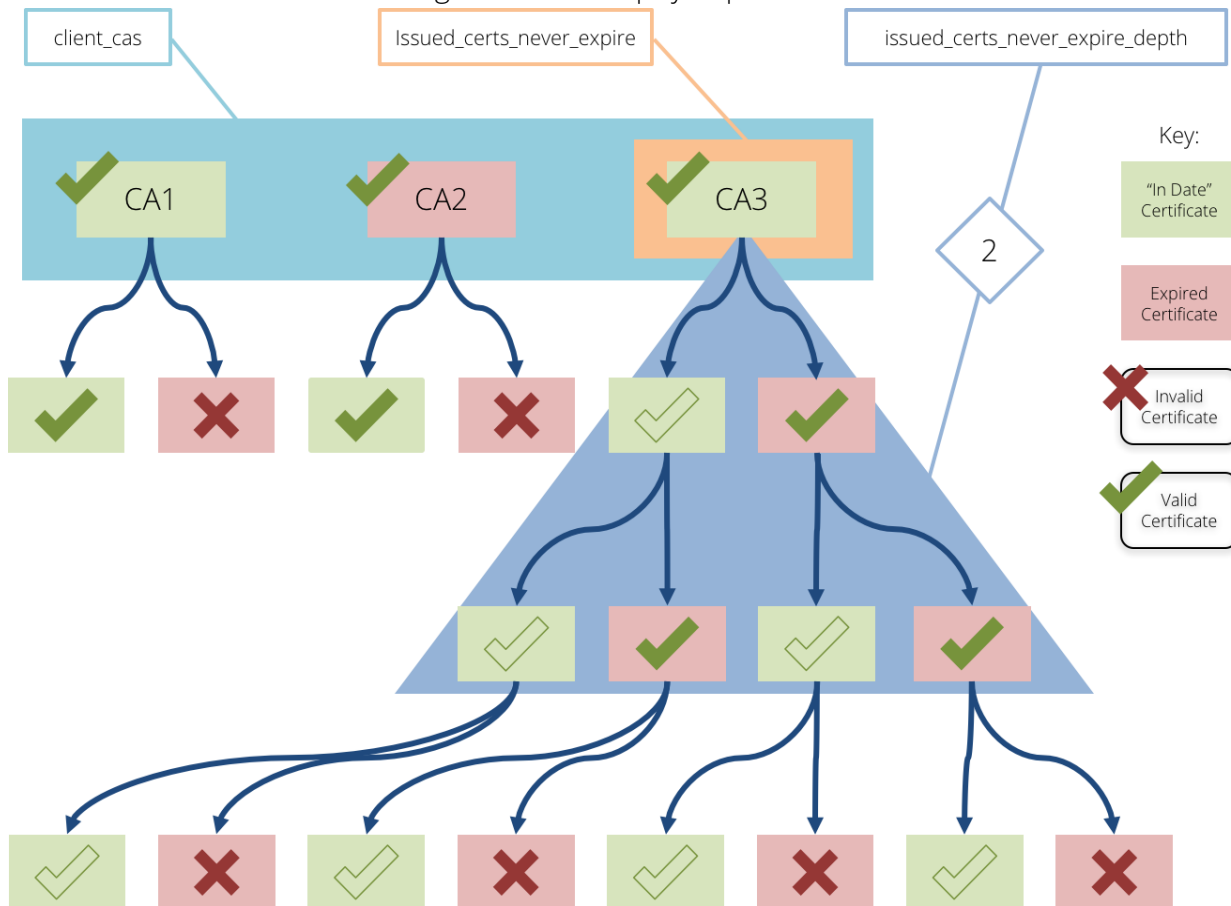 client_cas
Issued_certs_never_expire
issued_certs_never_expire_depth
Key:
CA1
CA2
CA3
"In Date"
Certificate
2
Expired
Certificate
Invalid
Certificate
Valid
Certificate